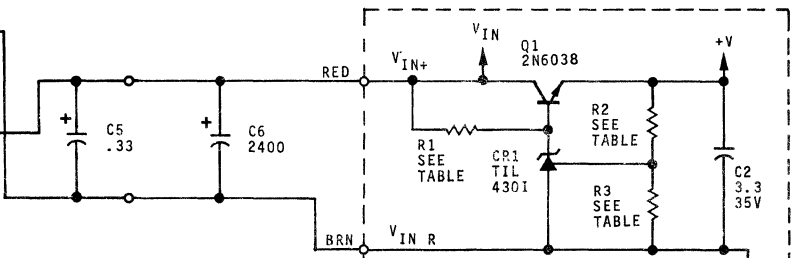 V IN
Q1
2N6038
+V
RED
V IN+
+
C5
.33
+
C6
2400
R1
SEE
TABLE
CR1
TIL
430I
R2
SEE
TABLE
R3
SEE
TABLE
C2
3.3
35V
BRN
V IN R